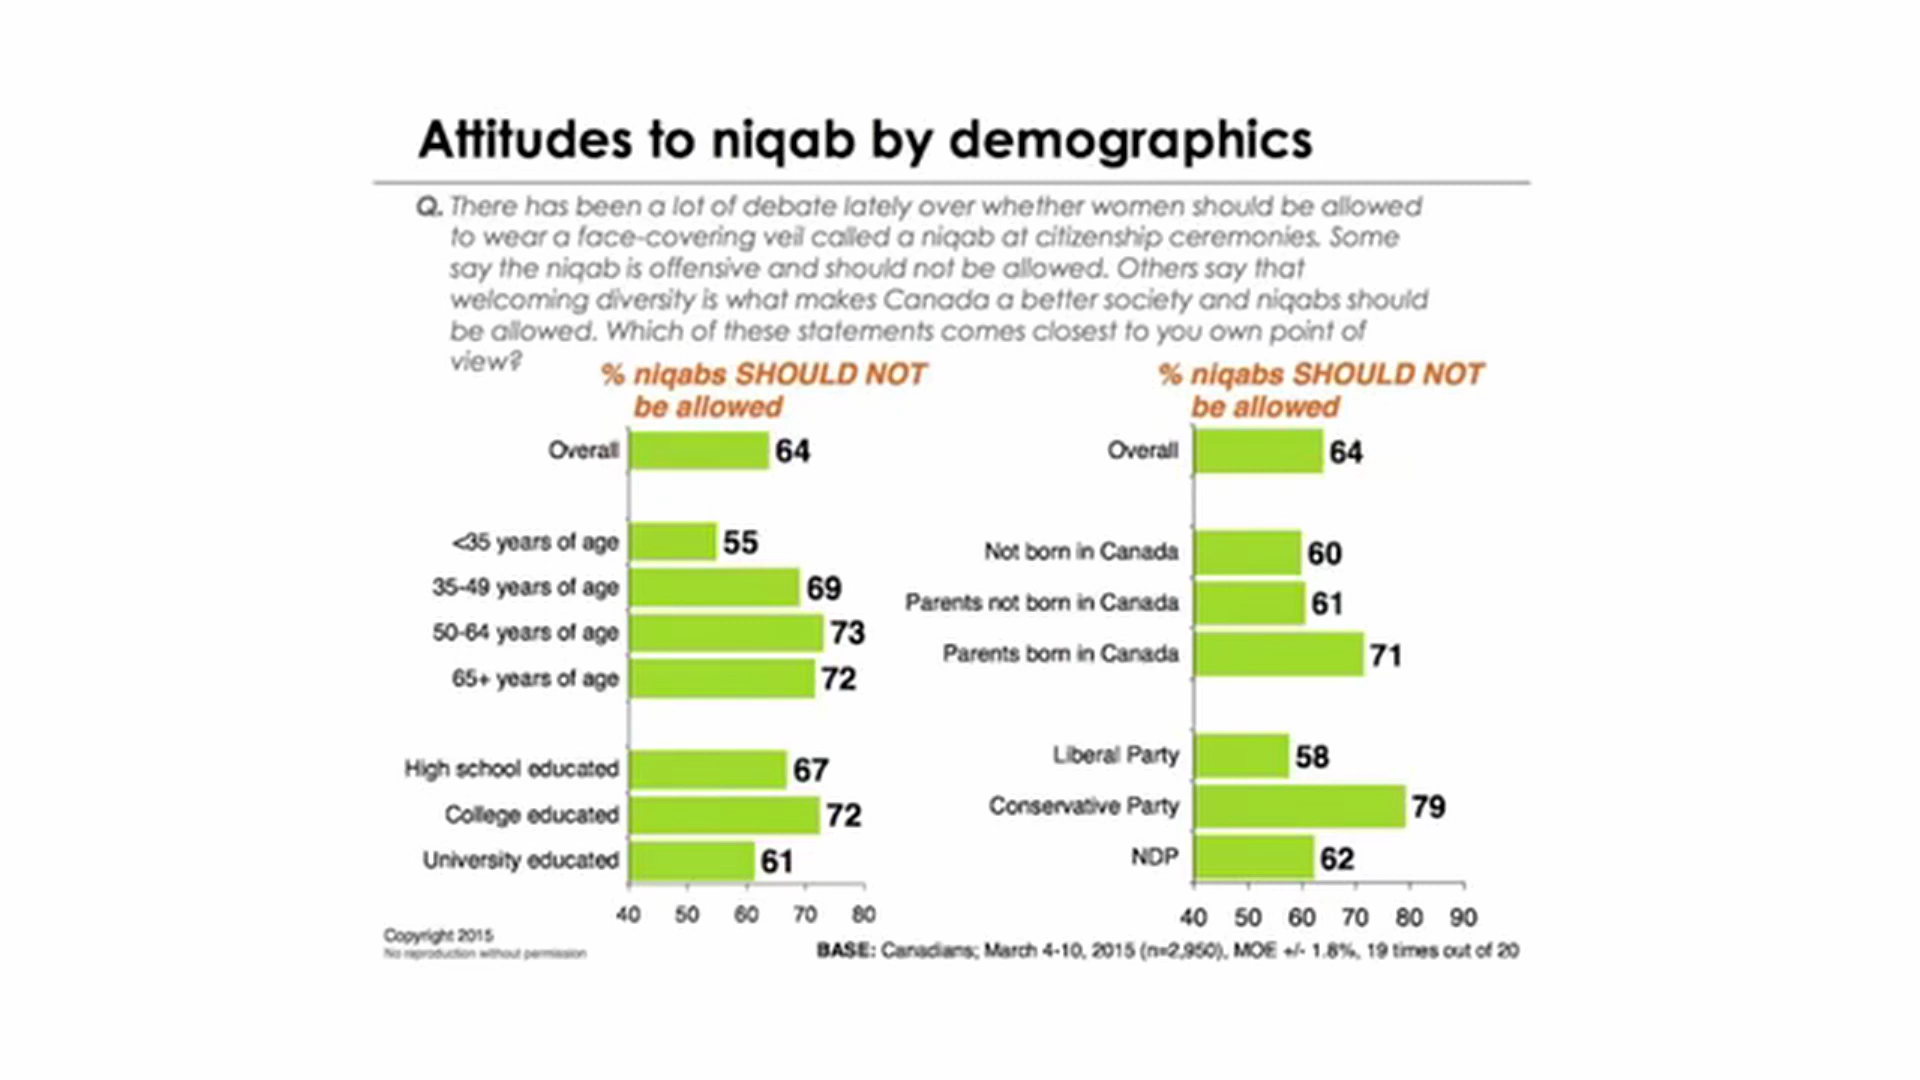 Attitudes to niqab by demographics
Q. There has been a lot of debate lately over whether women should be allowed
to wear a face-covering veil called a niqab at citizenship ceremonies. Some
say the niqab is offensive and should not be allowed. Others say that
welcoming diversity is what makes Canada a better society and niqabs should
be allowed. Which of these statements comes closest to you own point of
view?
% niqabs SHOULD NOT
be allowed
Overall 64
<35 years of age 55
35-49 years of age 69
50-64 years of age 73
65+ years of age 72
High school educated 67
College educated 72
University educated 61
40 50 60 70 80
% niqabs SHOULD NOT
be allowed
Overall 64
Not born in Canada 60
Parents not born in Canada 61
Parents born in Canada 71
Liberal Party 58
Conservative Party 79
NDP 62
40 50 60 70 80 90
Copyright 2015
No reproduction without permission
BASE: Canadians; March 4-10, 2015 (n=2,950), MOE +/- 1.8%, 19 times out of 20